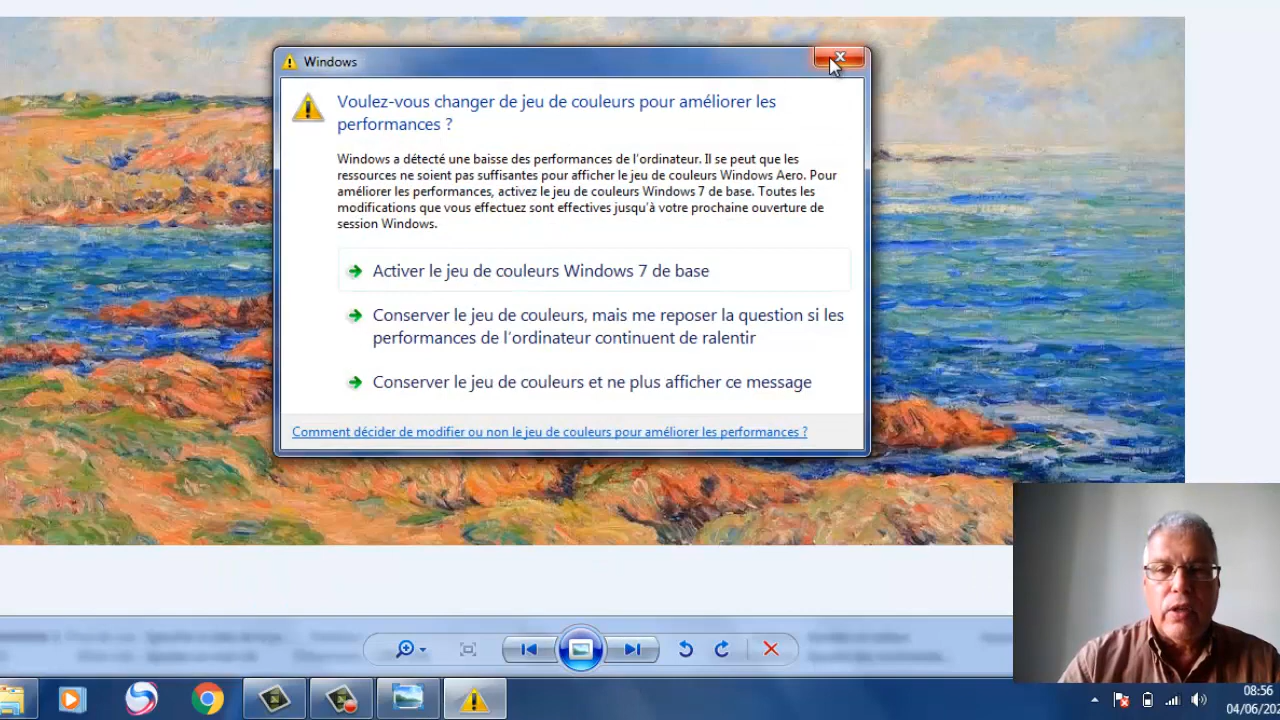 Windows
Voulez-vous changer de jeu de couleurs pour améliorer les
performances ?
Windows a détecté une baisse des performances de l'ordinateur. Il se peut que les
ressources ne soient pas suffisantes pour afficher le jeu de couleurs Windows Aero. Pour
améliorer les performances, activez le jeu de couleurs Windows 7 de base. Toutes les
modifications que vous effectuez sont effectives jusqu'à votre prochaine ouverture de
session Windows.
Activer le jeu de couleurs Windows 7 de base
Conserver le jeu de couleurs, mais me reposer la question si les
performances de l'ordinateur continuent de ralentir
Conserver le jeu de couleurs et ne plus afficher ce message
Comment décider de modifier ou non le jeu de couleurs pour améliorer les performances ?
08:56
04/06/202